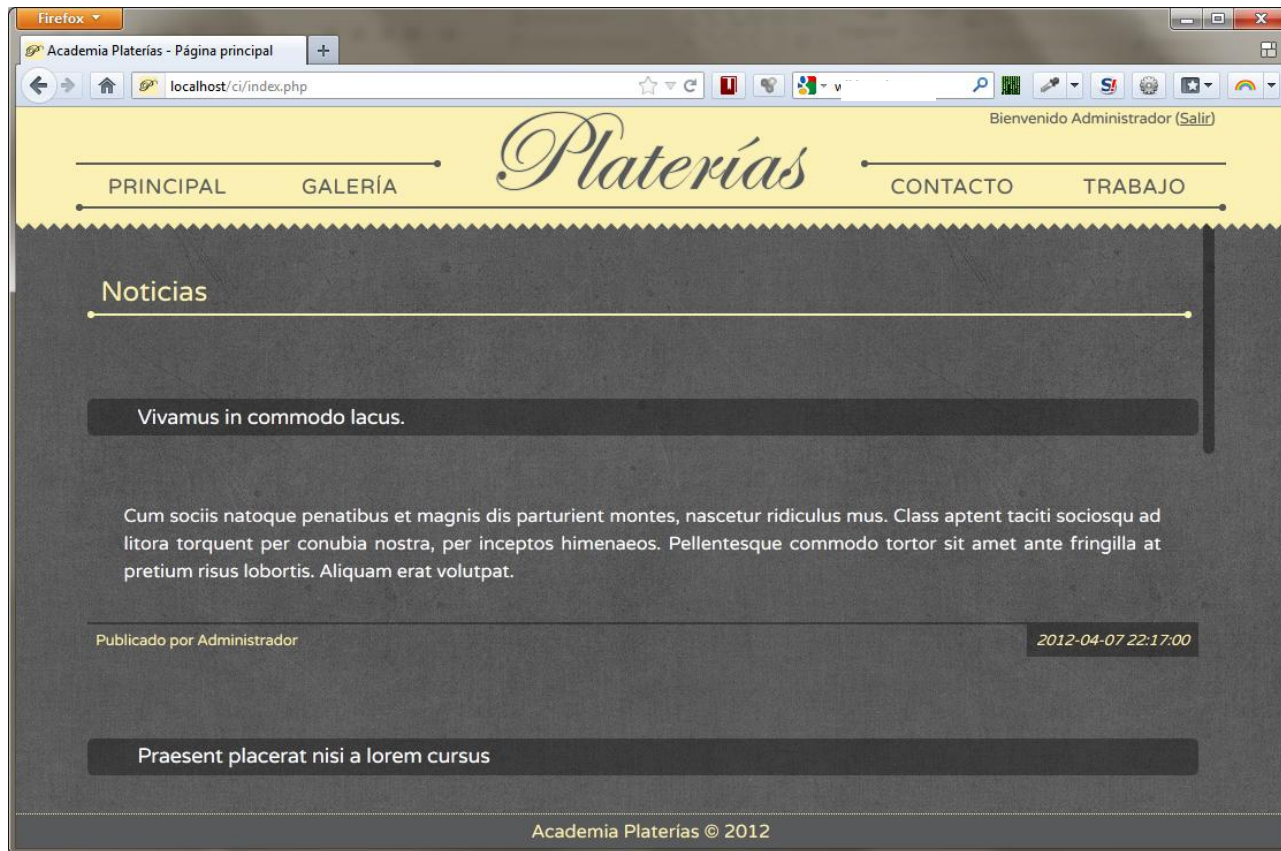 Firefox
Academia Platerías - Página principal
localhost/ci/index.php
Bienvenido Administrador (Salir)
Platerías
PRINCIPAL GALERÍA CONTACTO TRABAJO
Noticias
Vivamus in commodo lacus.
Cum sociis natoque penatibus et magnis dis parturient montes, nascetur ridiculus mus. Class aptent taciti sociosqu ad
litora torquent per conubia nostra, per inceptos himenaeos. Pellentesque commodo tortor sit amet ante fringilla at
pretium risus lobortis. Aliquam erat volutpat.
Publicado por Administrador 2012-04-07 22:17:00
Praesent placerat nisi a lorem cursus
Academia Platerías © 2012